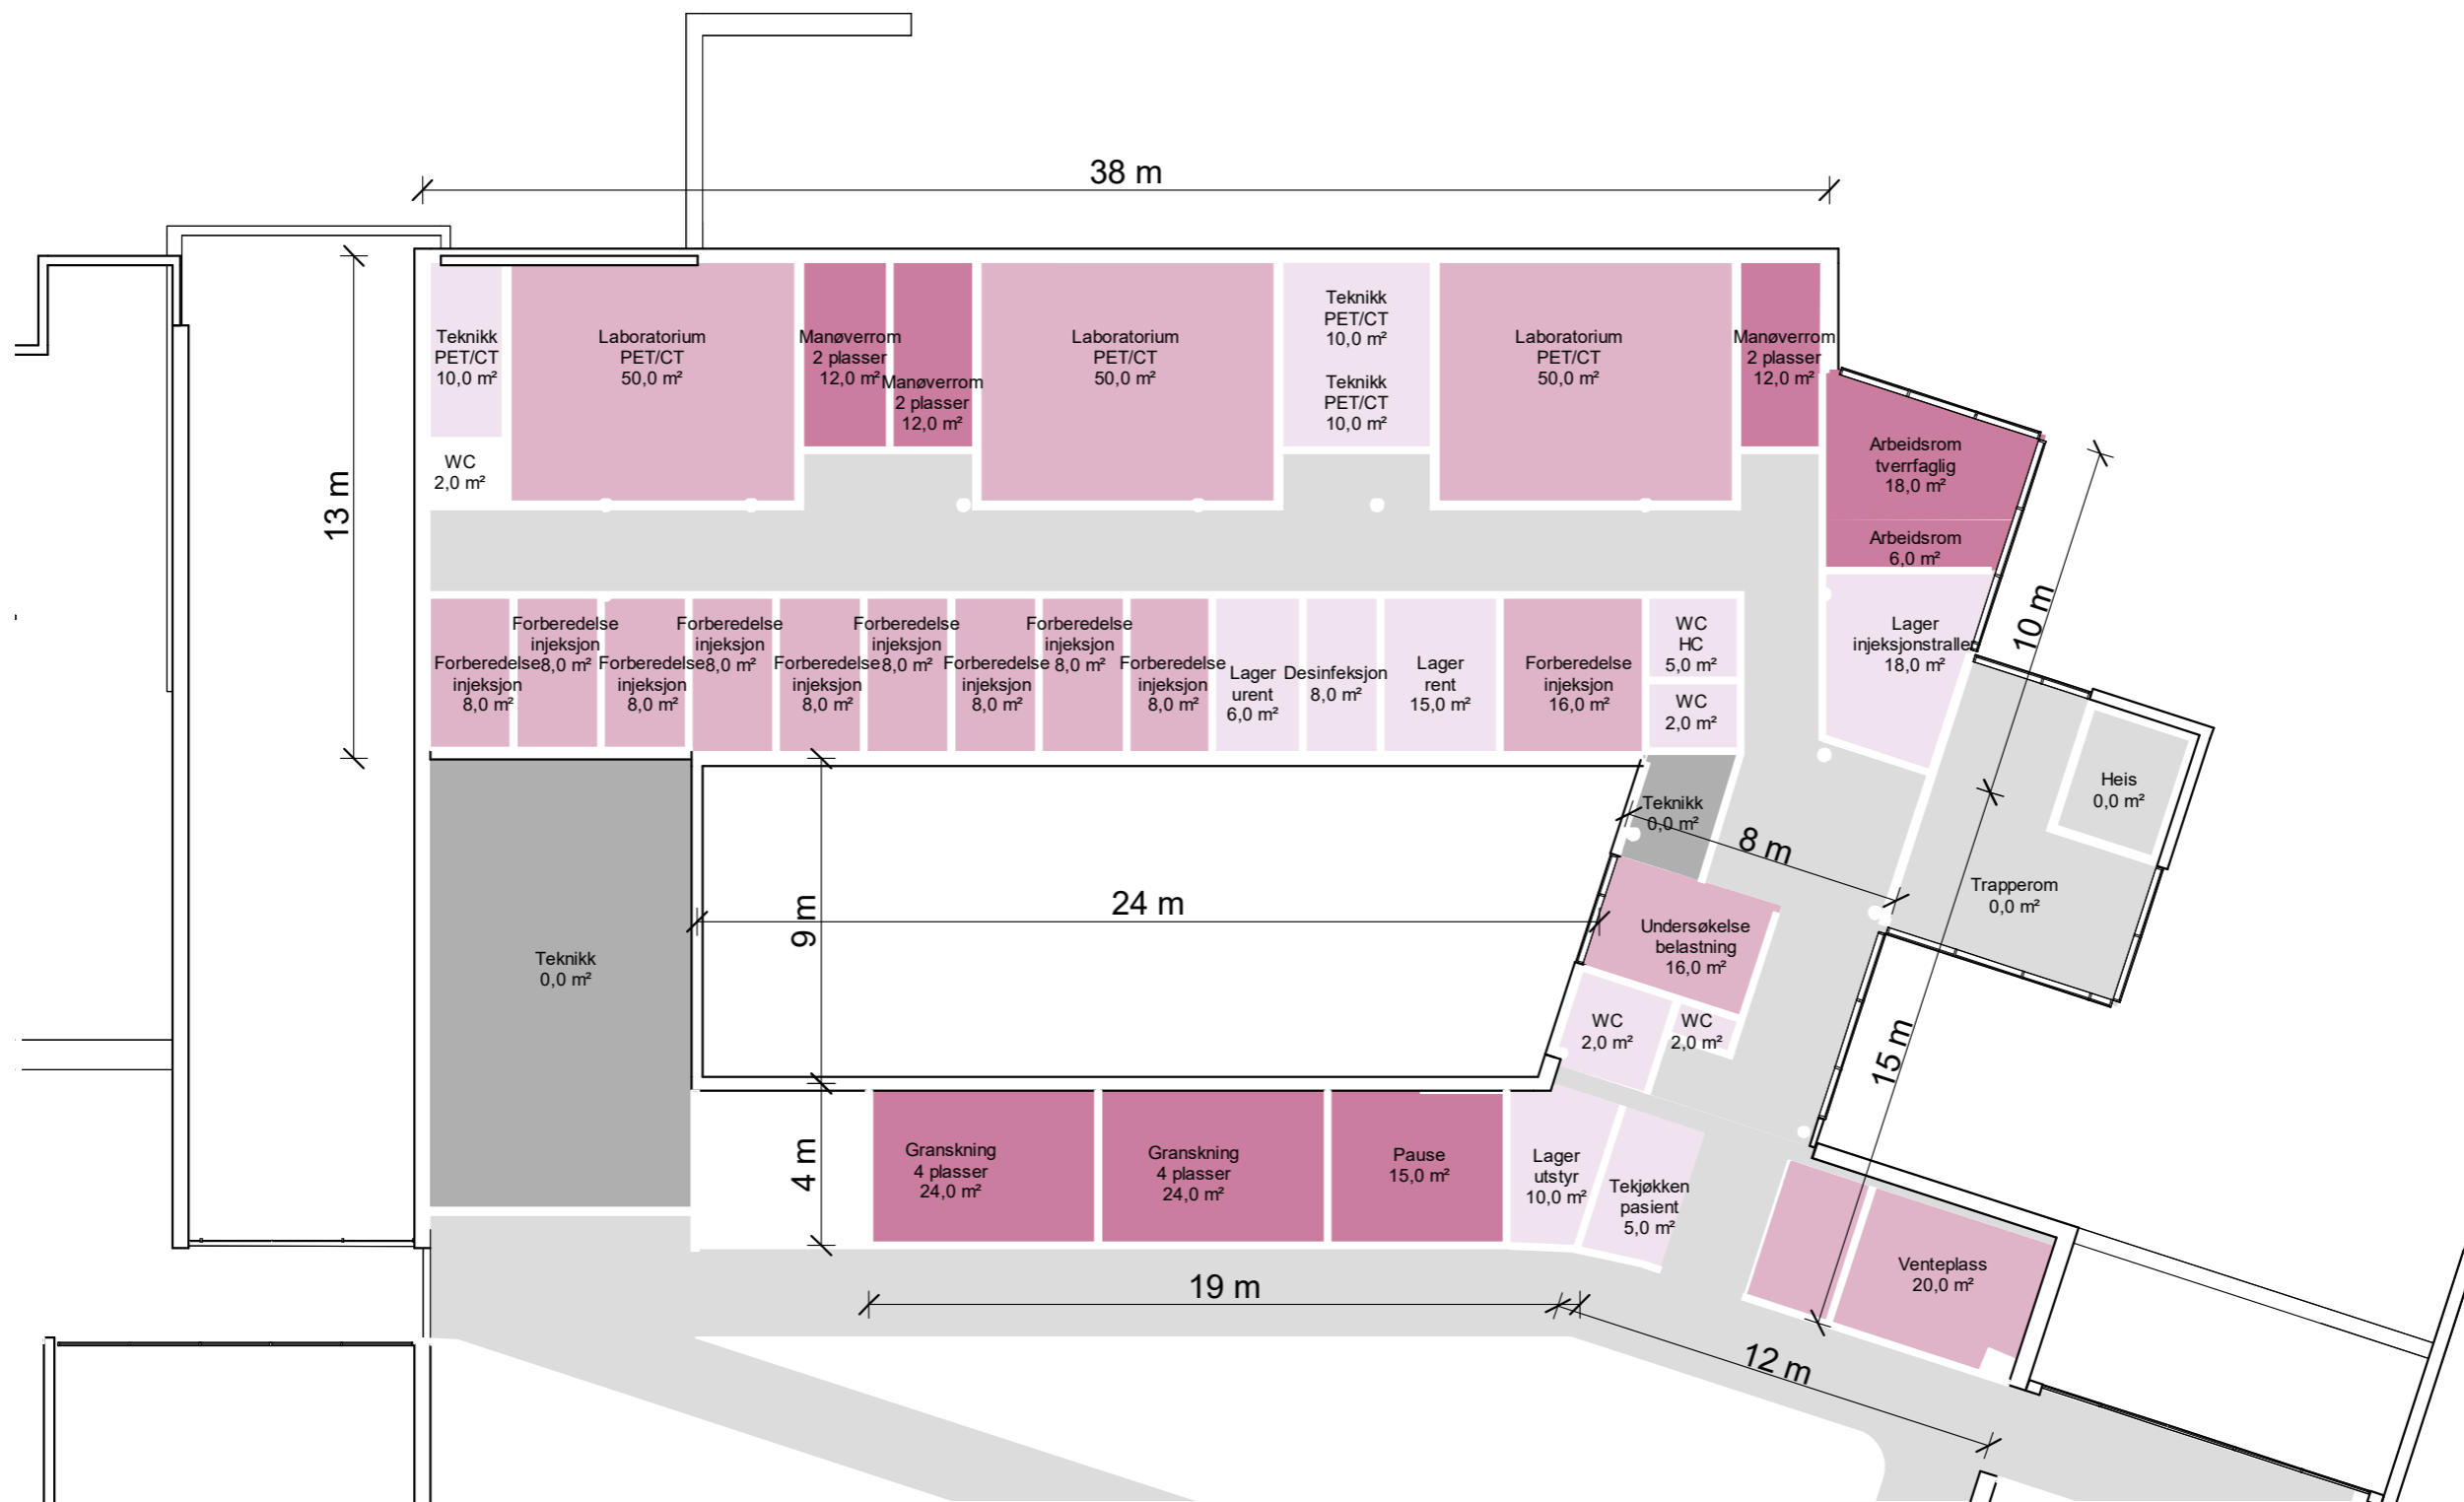 38 m
13 m
Teknikk
PET/CT
10,0 m²
WC
2,0 m²
Laboratorium
PET/CT
50,0 m²
Manøverrom
2 plasser
12,0 m²
Manøverrom
2 plasser
12,0 m²
Laboratorium
PET/CT
50,0 m²
Teknikk
PET/CT
10,0 m²
Teknikk
PET/CT
10,0 m²
Laboratorium
PET/CT
50,0 m²
Manøverrom
2 plasser
12,0 m²
Arbeidsrom
tverrfaglig
18,0 m²
Arbeidsrom
6,0 m²
Lager
injeksjonstraller
18,0 m²
10 m
Forberedelse
injeksjon
8,0 m²
Forberedelse
injeksjon
8,0 m²
Forberedelse
injeksjon
8,0 m²
Forberedelse
injeksjon
8,0 m²
Forberedelse
injeksjon
8,0 m²
Forberedelse
injeksjon
8,0 m²
Forberedelse
injeksjon
8,0 m²
Forberedelse
injeksjon
8,0 m²
Forberedelse
injeksjon
8,0 m²
Lager
urent
6,0 m²
Desinfeksjon
8,0 m²
Lager
rent
15,0 m²
Forberedelse
injeksjon
16,0 m²
WC
HC
5,0 m²
WC
2,0 m²
Teknikk
0,0 m²
8 m
Heis
0,0 m²
Trapperom
0,0 m²
9 m
24 m
Teknikk
0,0 m²
Undersøkelse
belastning
16,0 m²
WC
2,0 m²
WC
2,0 m²
15 m
4 m
Granskning
4 plasser
24,0 m²
Granskning
4 plasser
24,0 m²
Pause
15,0 m²
Lager
utstyr
10,0 m²
Tekjøkken
pasient
5,0 m²
Venteplass
20,0 m²
19 m
12 m